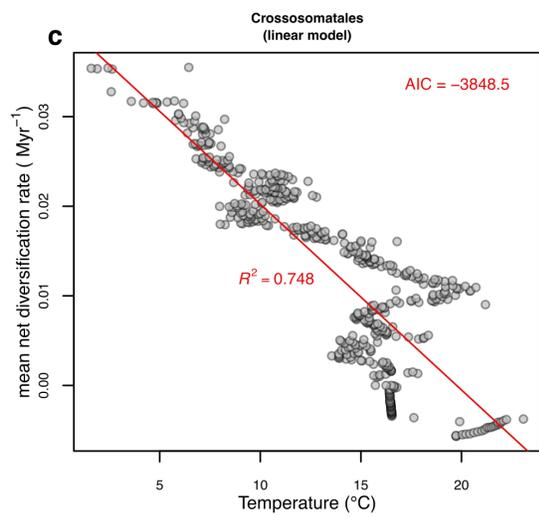 c
Crossosomatales
(linear model)
AIC = −3848.5
R² = 0.748
mean net diversification rate ( Myr⁻¹)
0.03
0.02
0.01
0.00
5 10 15 20
Temperature (°C)